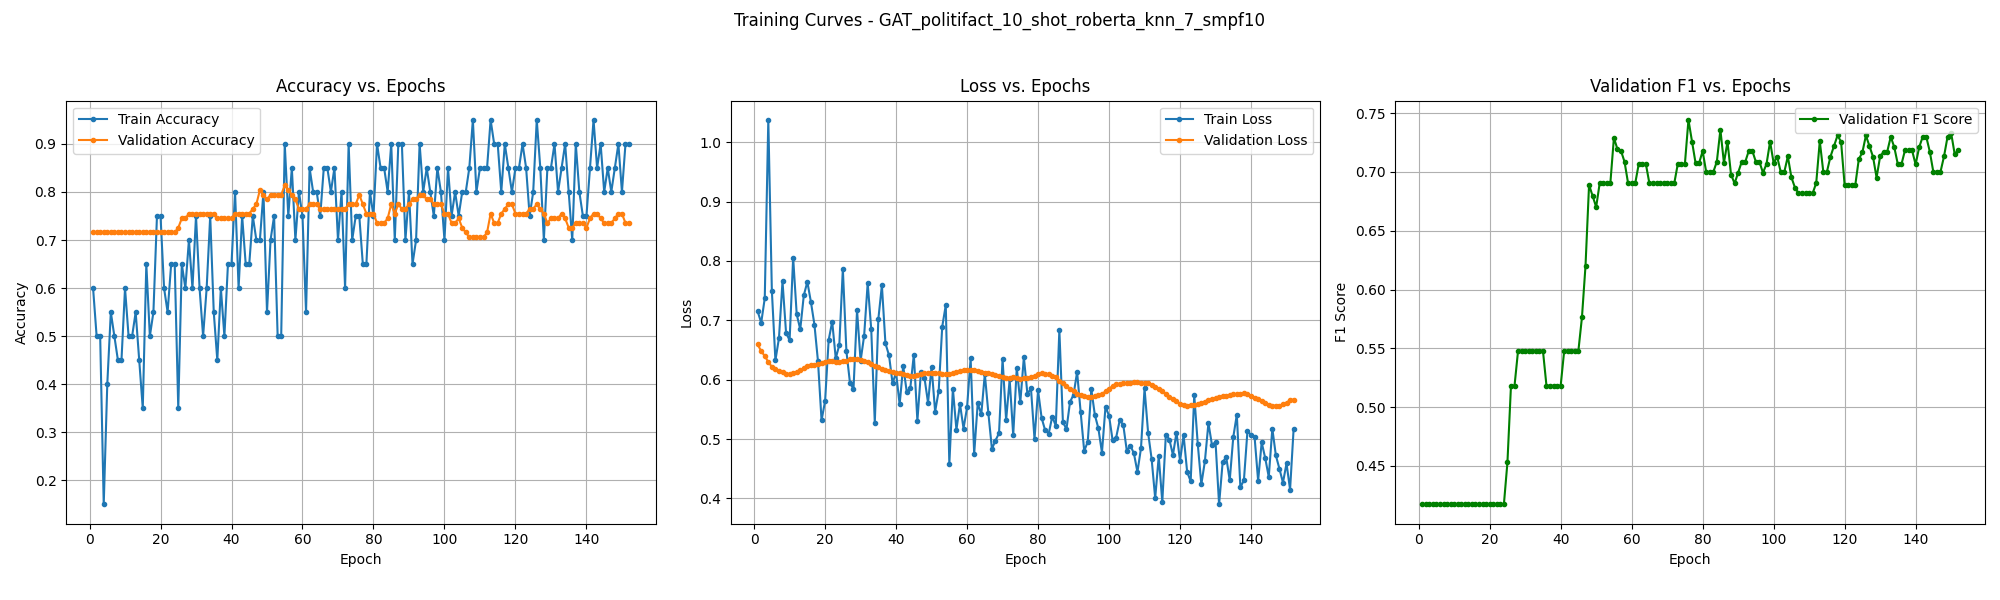 Training Curves - GAT_politifact_10_shot_roberta_knn_7_smpf10
Accuracy vs. Epochs
Train Accuracy
Validation Accuracy
Accuracy
0.9
0.8
0.7
0.6
0.5
0.4
0.3
0.2
0 20 40 60 80 100 120 140
Epoch
Loss vs. Epochs
Train Loss
Validation Loss
Loss
1.0
0.9
0.8
0.7
0.6
0.5
0.4
0 20 40 60 80 100 120 140
Epoch
Validation F1 vs. Epochs
Validation F1 Score
F1 Score
0.75
0.70
0.65
0.60
0.55
0.50
0.45
0 20 40 60 80 100 120 140
Epoch